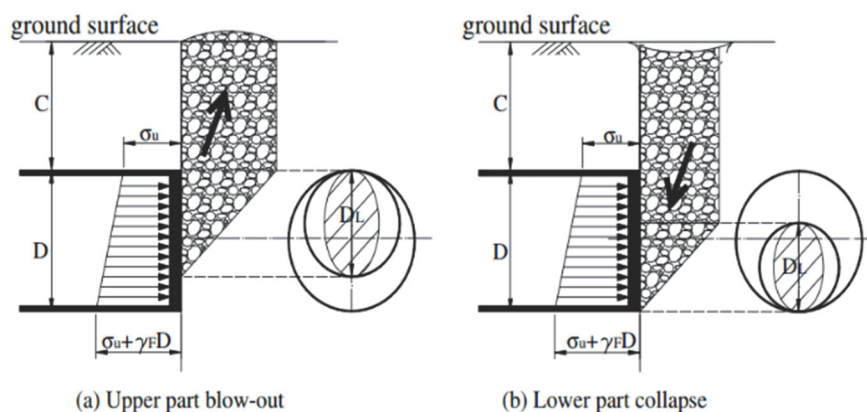 ground surface
C
σu
D
DL
σu+γFD
(a) Upper part blow-out
ground surface
C
σu
D
DL
σu+γFD
(b) Lower part collapse